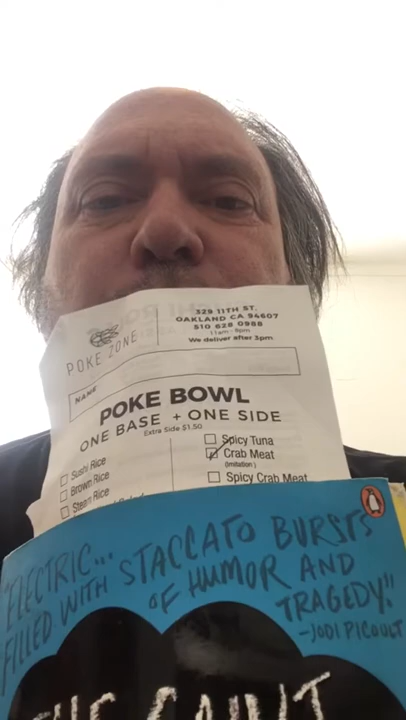 POKE ZONE
329 11TH ST.
OAKLAND CA 94607
510 628 0988
11am - 8pm
We deliver after 3pm
NAME
POKE BOWL
ONE BASE + ONE SIDE
Extra Side $1.50
Sushi Rice
Brown Rice
Steam Rice
Spicy Tuna
Crab Meat
(imitation)
Spicy Crab Meat
"ELECTRIC...
FILLED WITH STACCATO BURSTS
OF HUMOR AND
TRAGEDY."
-JODI PICOULT